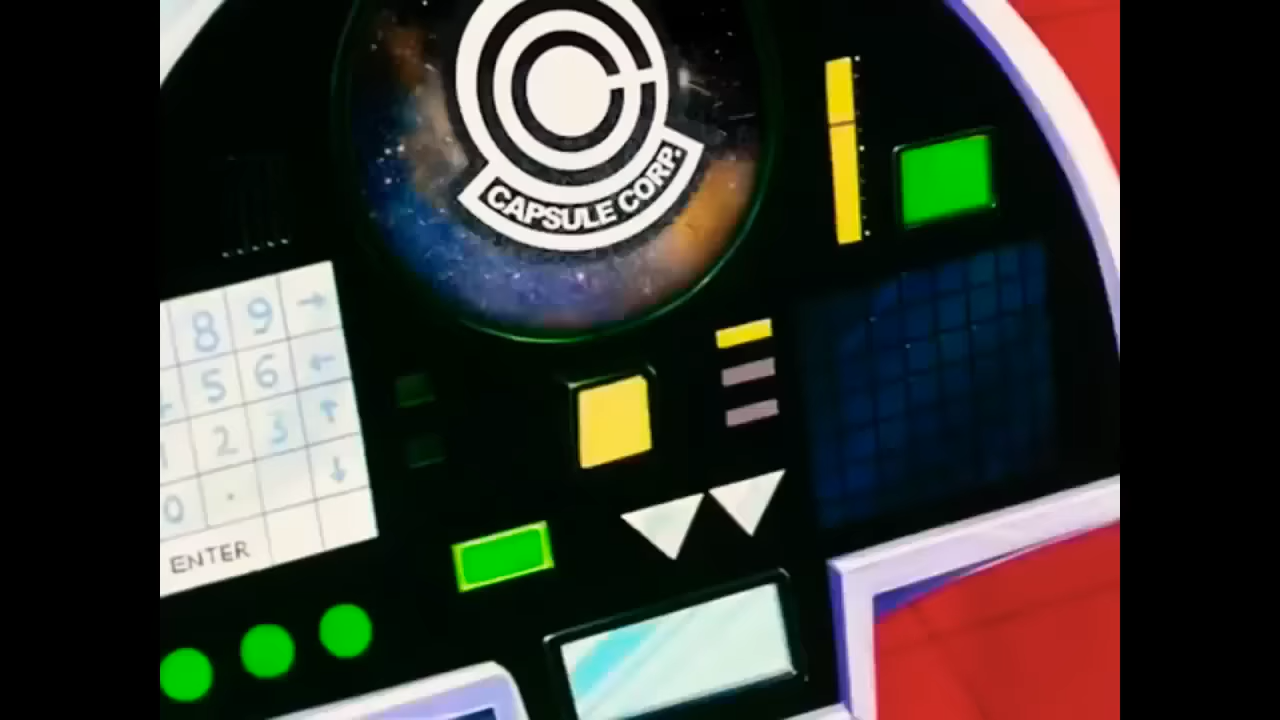 CAPSULE CORP.
8 9 →
5 6 ←
2 3 ↑
0 . ↓
ENTER